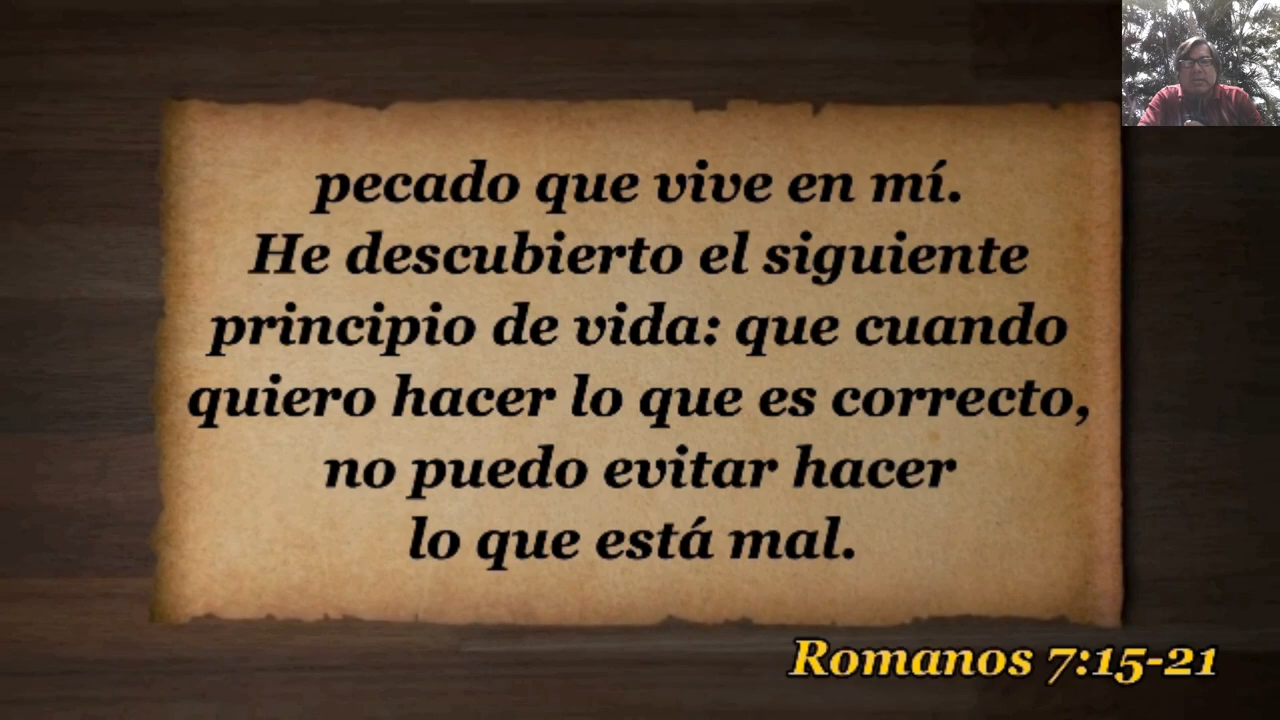 pecado que vive en mí.
He descubierto el siguiente
principio de vida: que cuando
quiero hacer lo que es correcto,
no puedo evitar hacer
lo que está mal.
Romanos 7:15-21